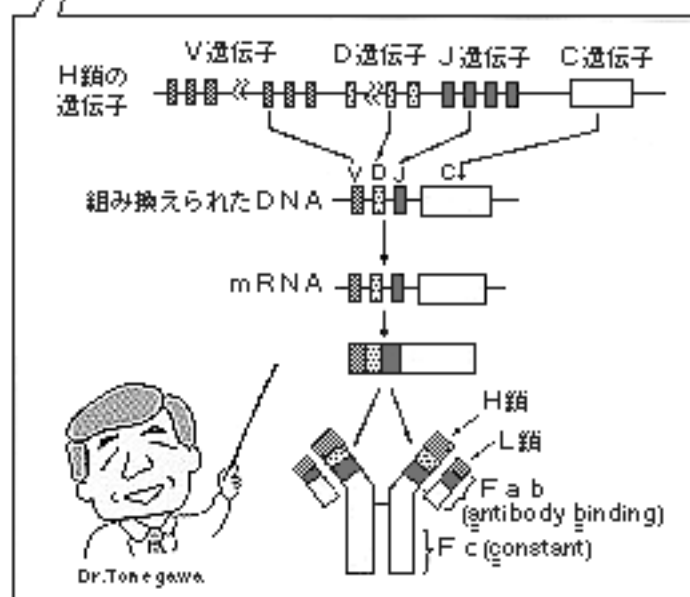 V遺伝子 D遺伝子 J遺伝子 C遺伝子
H鎖の
遺伝子
V D J C
組み換えられたDNA
mRNA
H鎖
L鎖
Fab
(antibody binding)
Fc(constant)
Dr.Tonegawa